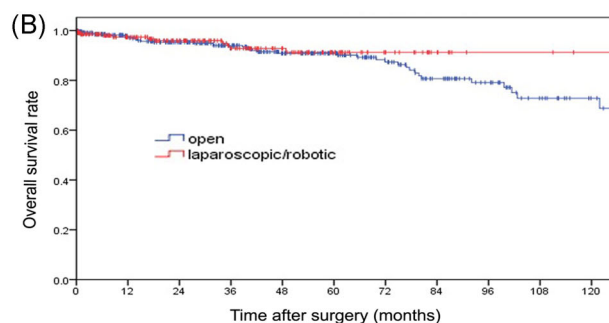 (B)
Overall survival rate
1.0
0.8
0.6
0.4
0.2
0.0
open
laparoscopic/robotic
0 12 24 36 48 60 72 84 96 108 120
Time after surgery (months)